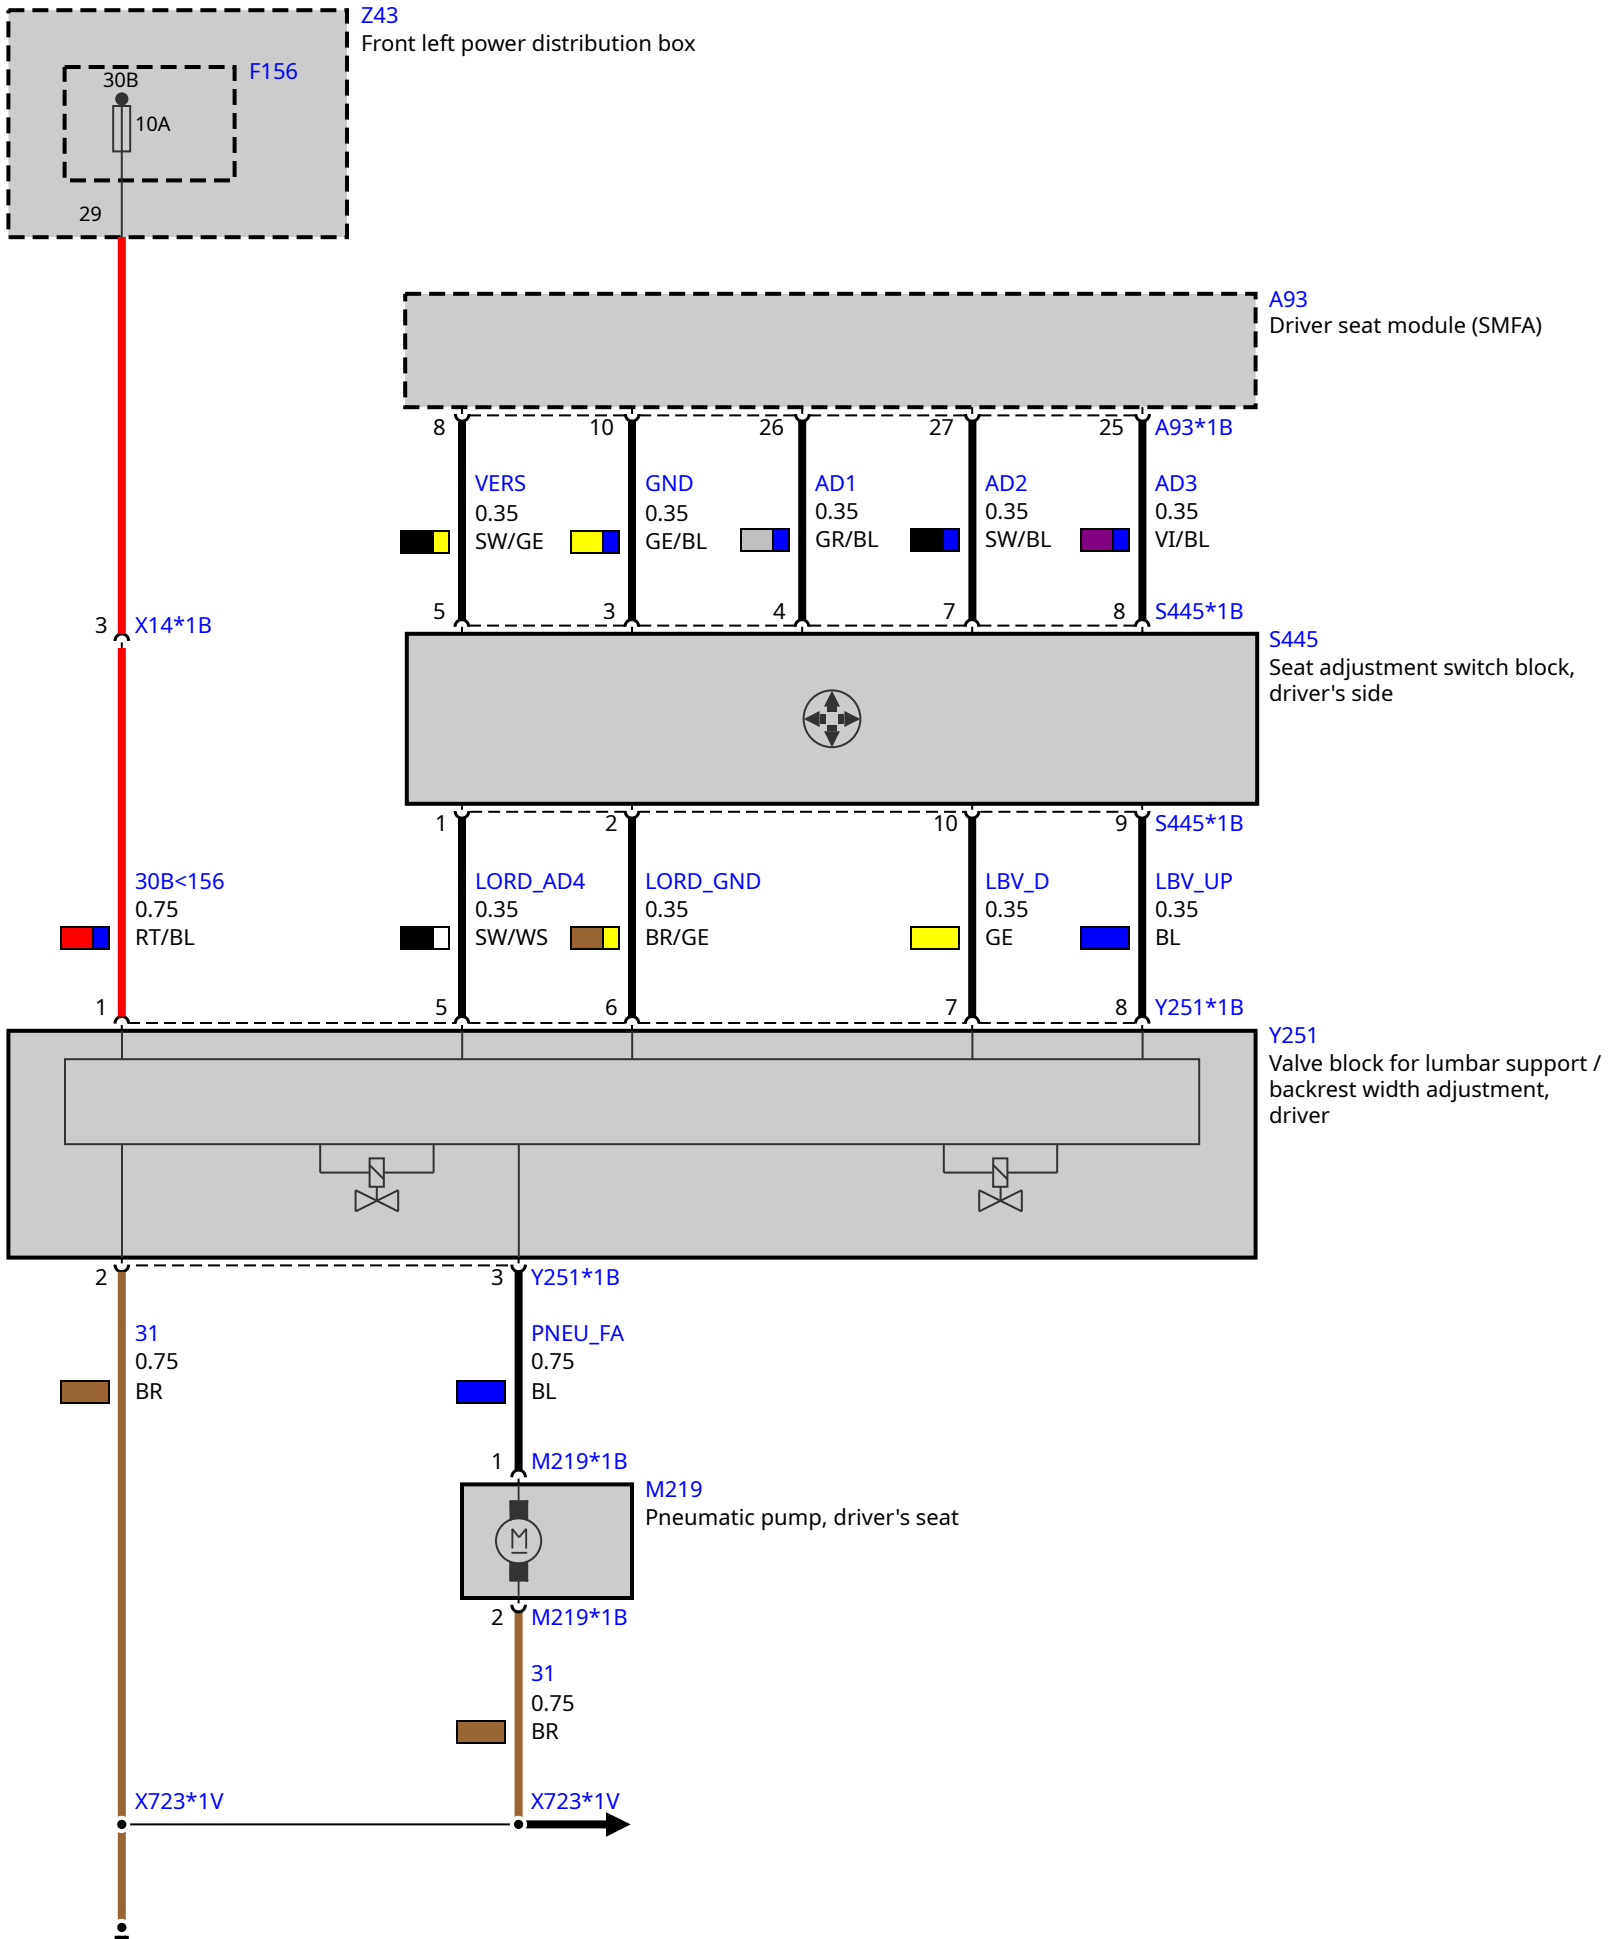 Z43
Front left power distribution box
F156
30B
10A
29
A93
Driver seat module (SMFA)
8 10 26 27 25 A93*1B
VERS GND AD1 AD2 AD3
0.35 0.35 0.35 0.35 0.35
SW/GE GE/BL GR/BL SW/BL VI/BL
5 3 4 7 8 S445*1B
3 X14*1B
S445
Seat adjustment switch block,
driver's side
1 2 10 9 S445*1B
30B<156 LORD_AD4 LORD_GND LBV_D LBV_UP
0.75 0.35 0.35 0.35 0.35
RT/BL SW/WS BR/GE GE BL
1 5 6 7 8 Y251*1B
Y251
Valve block for lumbar support /
backrest width adjustment,
driver
2 3 Y251*1B
31 PNEU_FA
0.75 0.75
BR BL
1 M219*1B
M219
Pneumatic pump, driver's seat
M
2 M219*1B
31
0.75
BR
X723*1V X723*1V